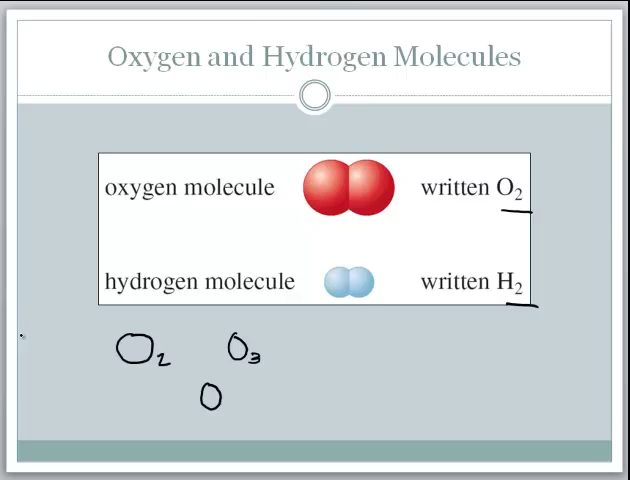 Oxygen and Hydrogen Molecules
oxygen molecule written O₂
hydrogen molecule written H₂
O₂ O₃
O